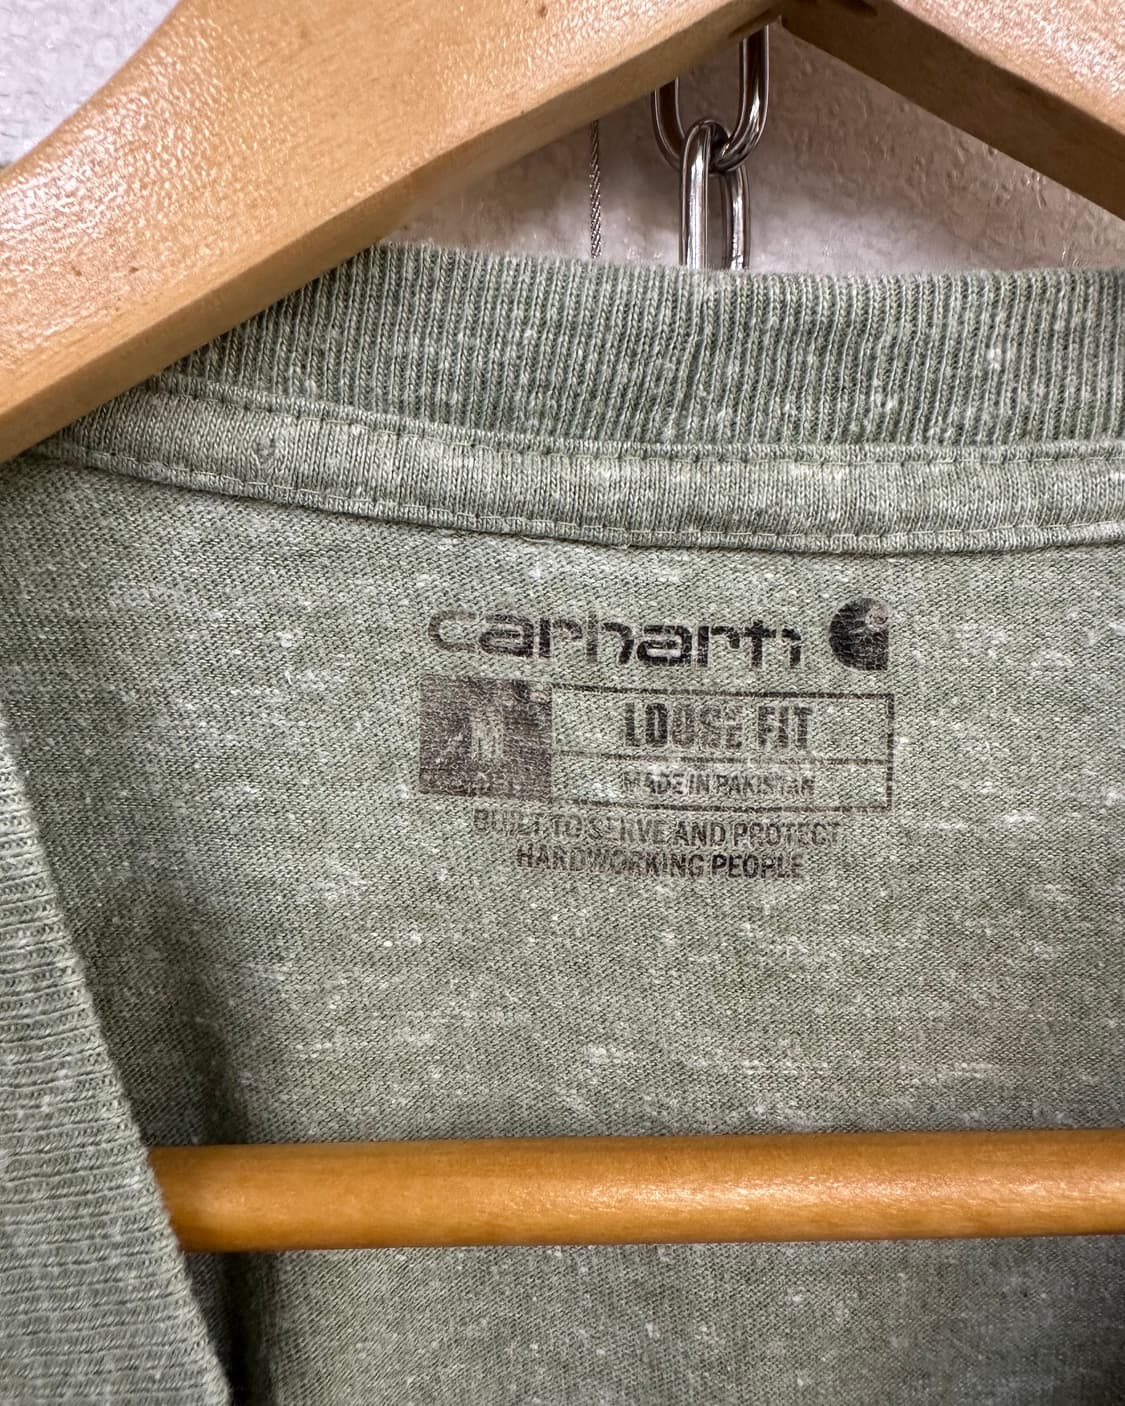 carhartt
M
LOOSE FIT
MADE IN PAKISTAN
BUILT TO SERVE AND PROTECT
HARDWORKING PEOPLE